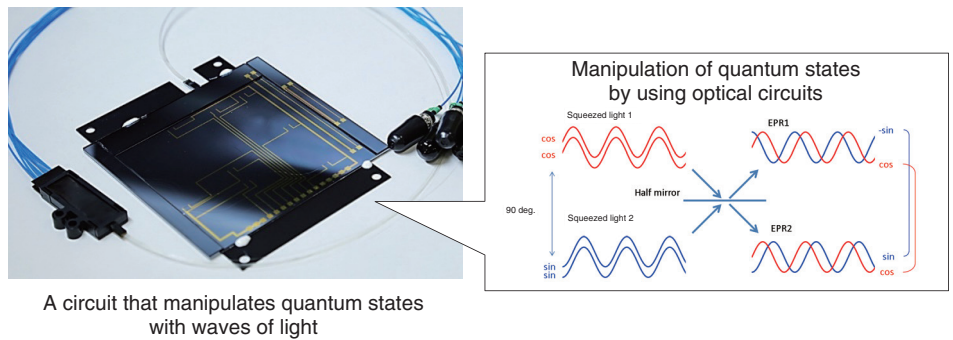 Manipulation of quantum states
by using optical circuits
Squeezed light 1
cos
cos
90 deg.
Squeezed light 2
sin
sin
Half mirror
EPR1
-sin
cos
EPR2
sin
cos
A circuit that manipulates quantum states
with waves of light